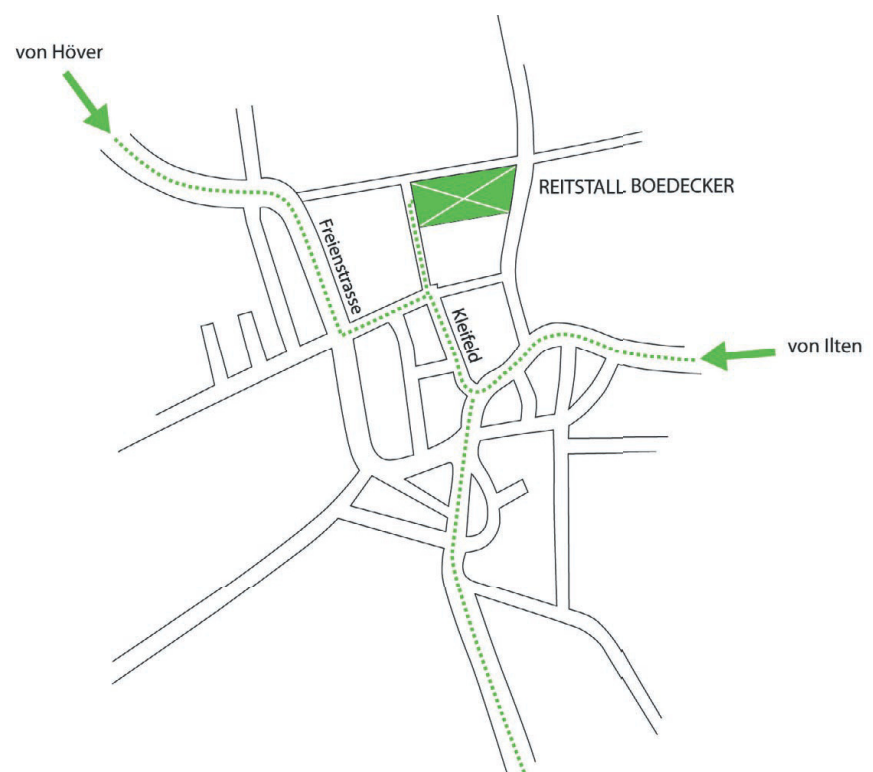 von Höver
REITSTALL BOEDECKER
Freienstrasse
Kleifeld
von Ilten